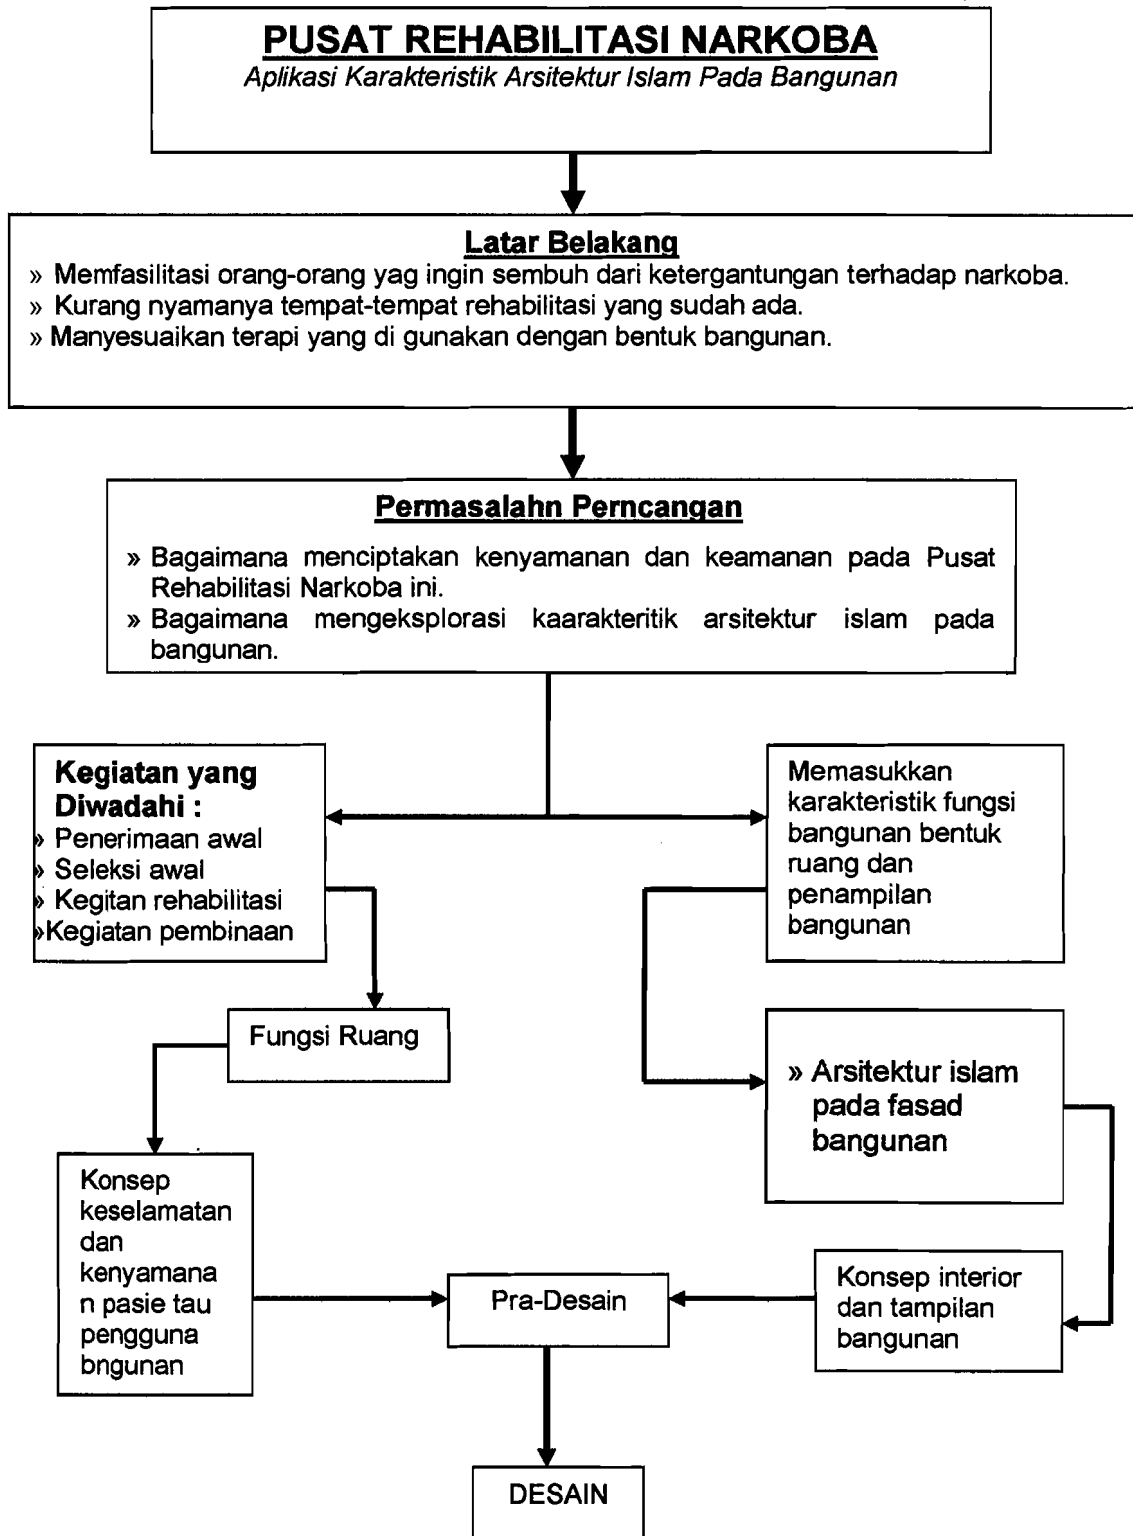 PUSAT REHABILITASI NARKOBA
Aplikasi Karakteristik Arsitektur Islam Pada Bangunan
Latar Belakang
» Memfasilitasi orang-orang yag ingin sembuh dari ketergantungan terhadap narkoba.
» Kurang nyamanya tempat-tempat rehabilitasi yang sudah ada.
» Manyesuaikan terapi yang di gunakan dengan bentuk bangunan.
Permasalahn Perncangan
» Bagaimana menciptakan kenyamanan dan keamanan pada Pusat
Rehabilitasi Narkoba ini.
» Bagaimana mengeksplorasi kaarakteritik arsitektur islam pada
bangunan.
Kegiatan yang
Diwadahi :
» Penerimaan awal
» Seleksi awal
» Kegitan rehabilitasi
»Kegiatan pembinaan
Memasukkan
karakteristik fungsi
bangunan bentuk
ruang dan
penampilan
bangunan
Fungsi Ruang
» Arsitektur islam
pada fasad
bangunan
Konsep
keselamatan
dan
kenyamana
n pasie tau
pengguna
bngunan
Pra-Desain
Konsep interior
dan tampilan
bangunan
DESAIN